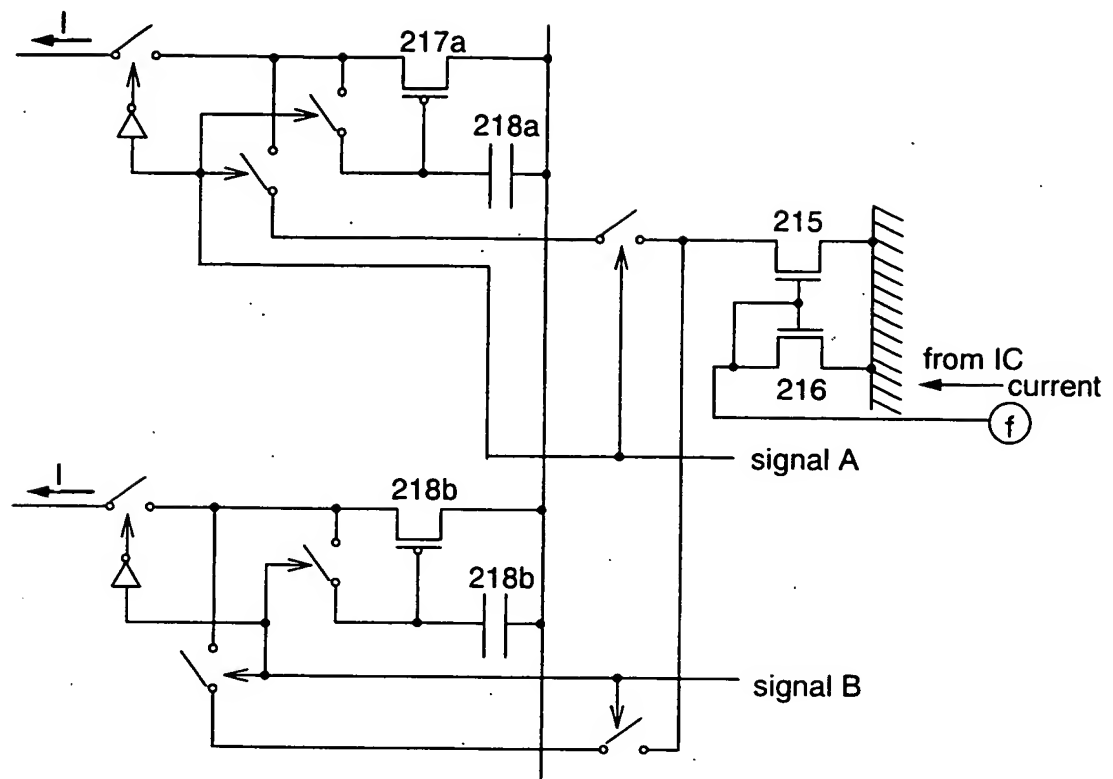 I
217a
218a
215
216
from IC
current
f
signal A
I
218b
218b
signal B